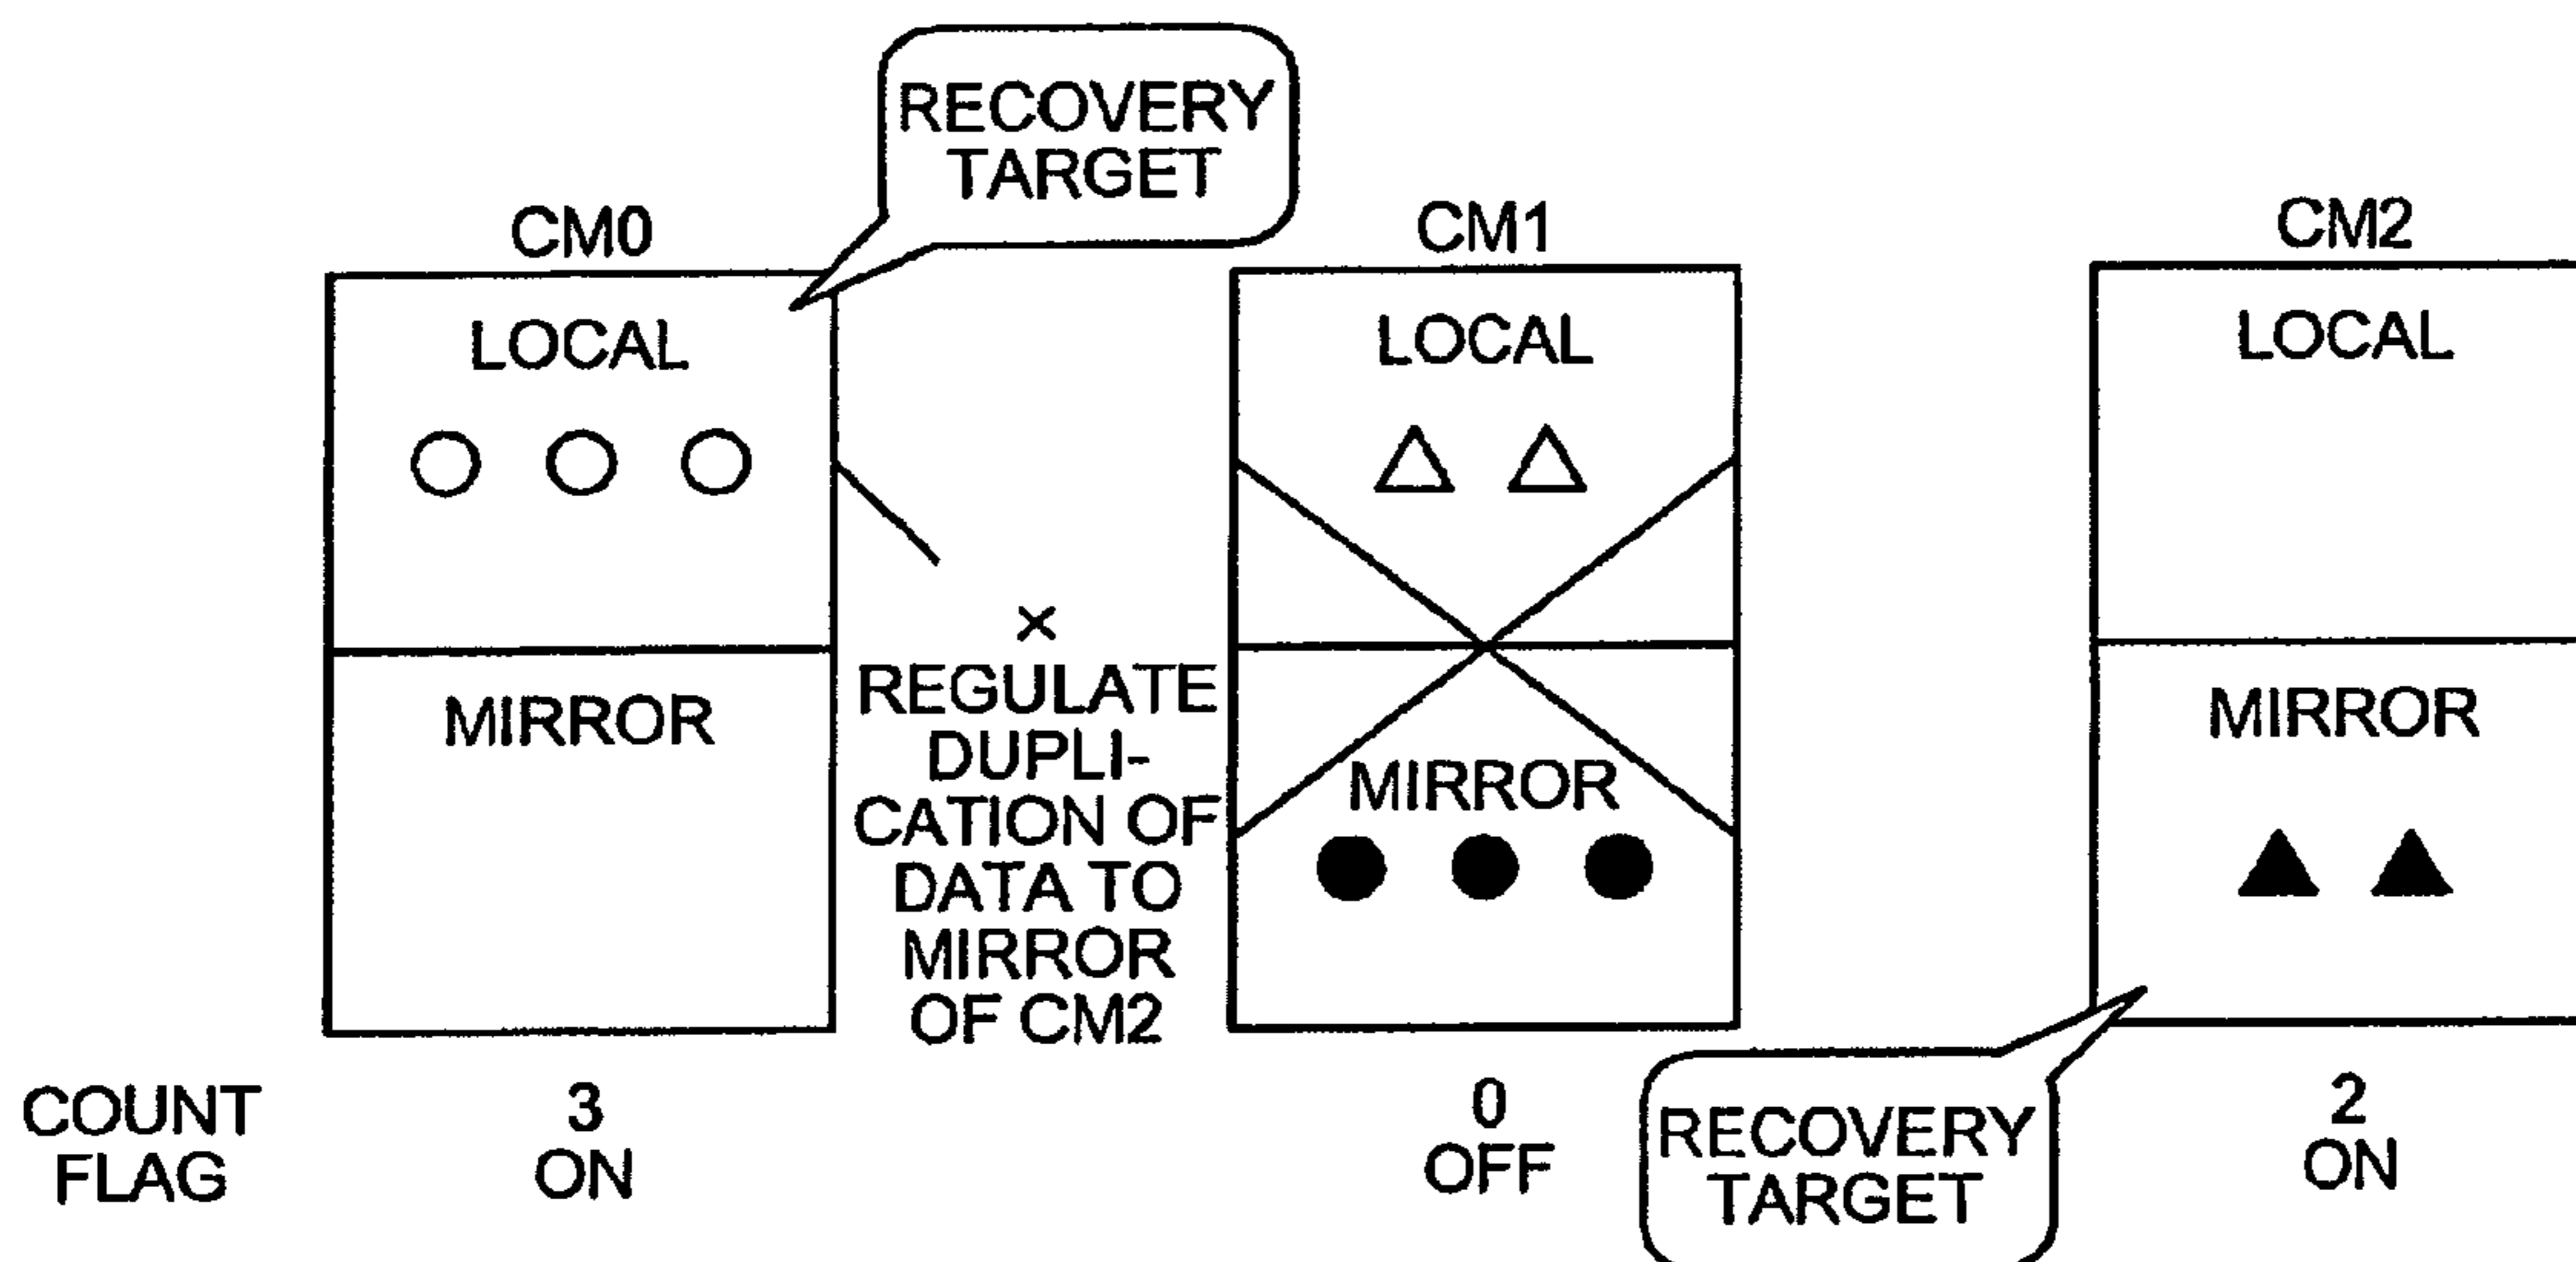 RECOVERY
TARGET
CM0
CM1
CM2
LOCAL
LOCAL
LOCAL
×
REGULATE
DUPLI-
CATION OF
DATA TO
MIRROR
OF CM2
MIRROR
MIRROR
MIRROR
COUNT 3 0 2
FLAG ON OFF ON
RECOVERY
TARGET